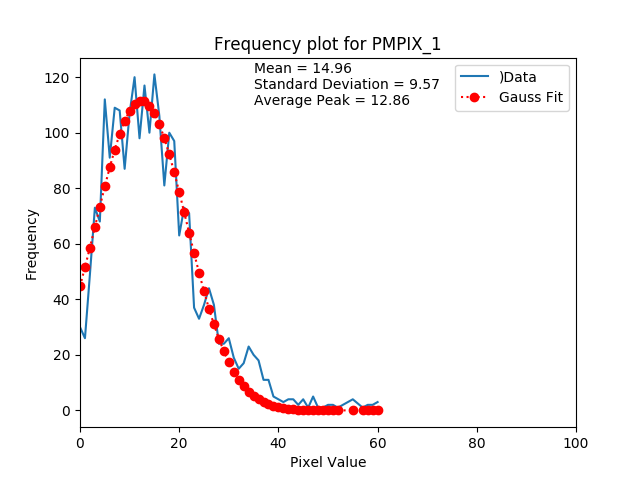 Frequency plot for PMPIX_1
Mean = 14.96
Standard Deviation = 9.57
Average Peak = 12.86
)Data
Gauss Fit
Frequency
120
100
80
60
40
20
0
0 20 40 60 80 100
Pixel Value